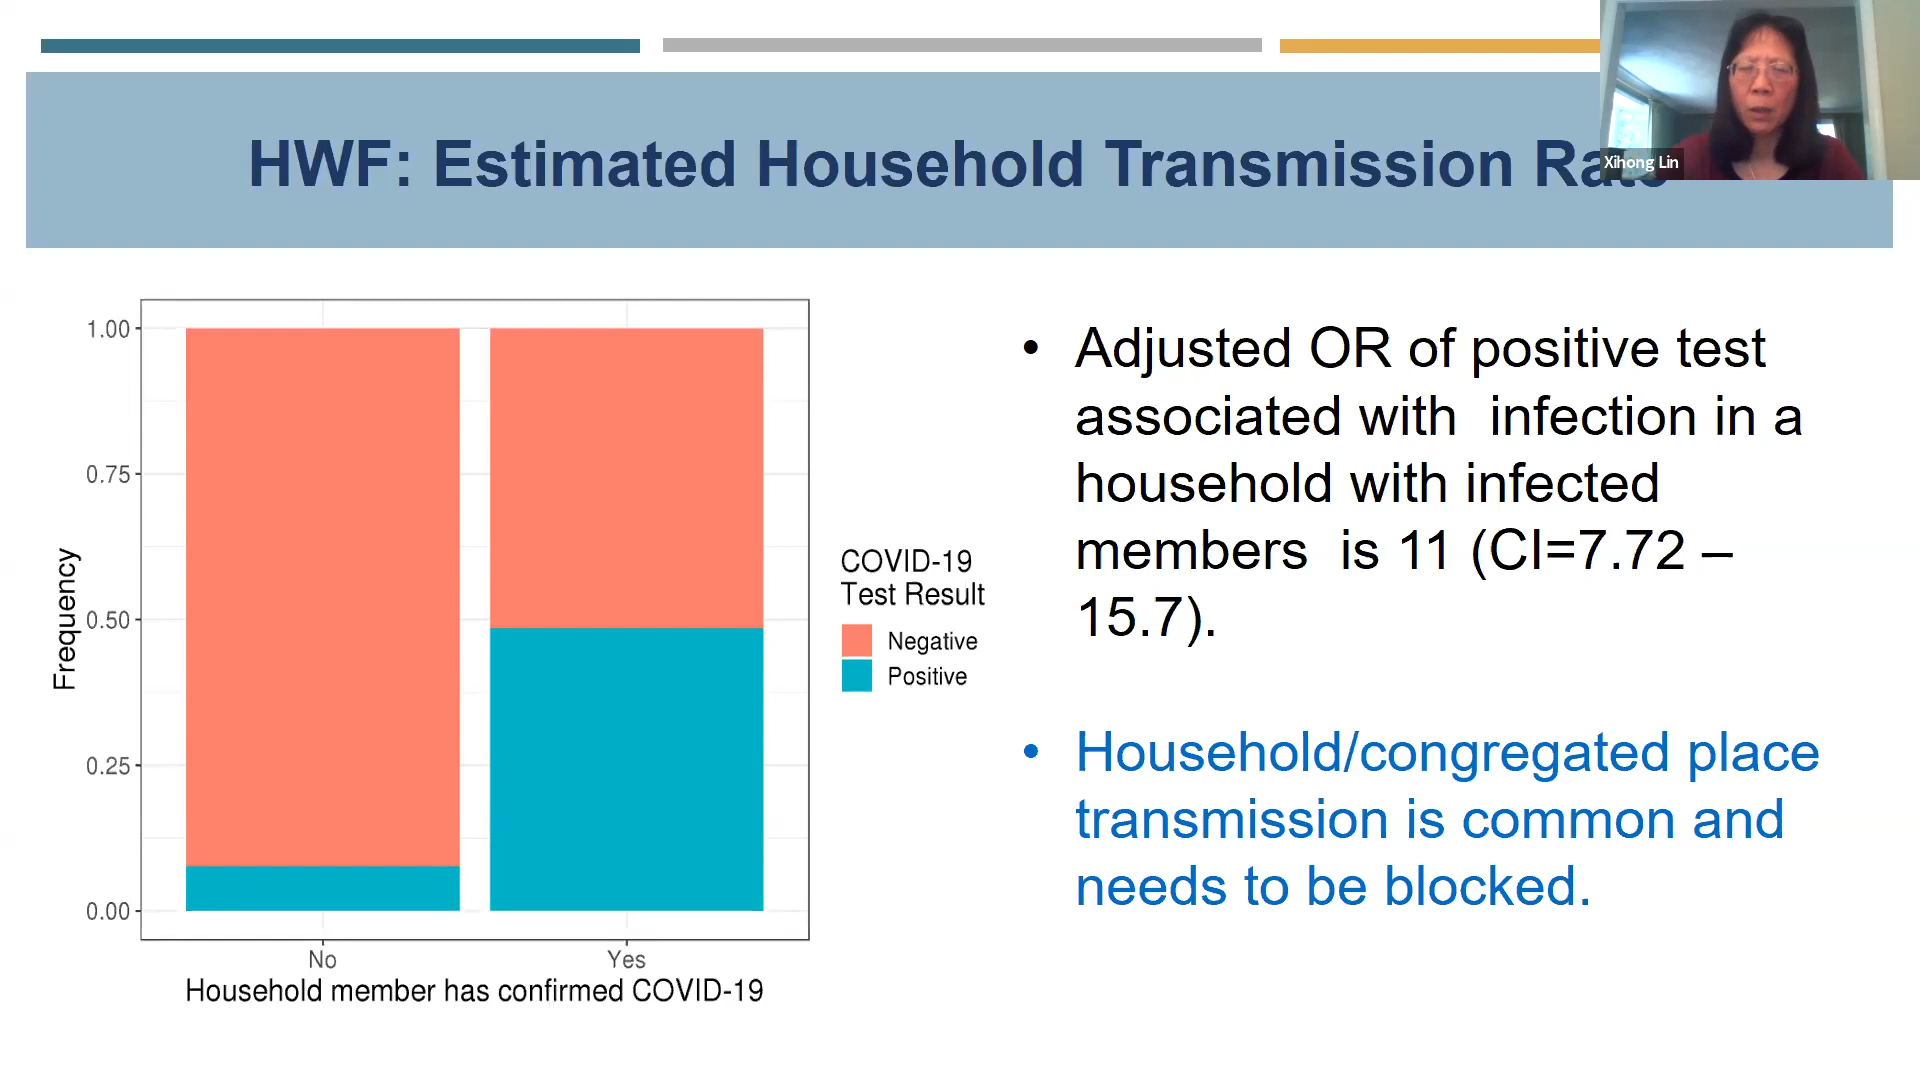 HWF: Estimated Household Transmission Rate
Xihong Lin
1.00
0.75
0.50
0.25
0.00
Frequency
No
Yes
Household member has confirmed COVID-19
COVID-19
Test Result
Negative
Positive
• Adjusted OR of positive test
associated with infection in a
household with infected
members is 11 (CI=7.72 –
15.7).
• Household/congregated place
transmission is common and
needs to be blocked.